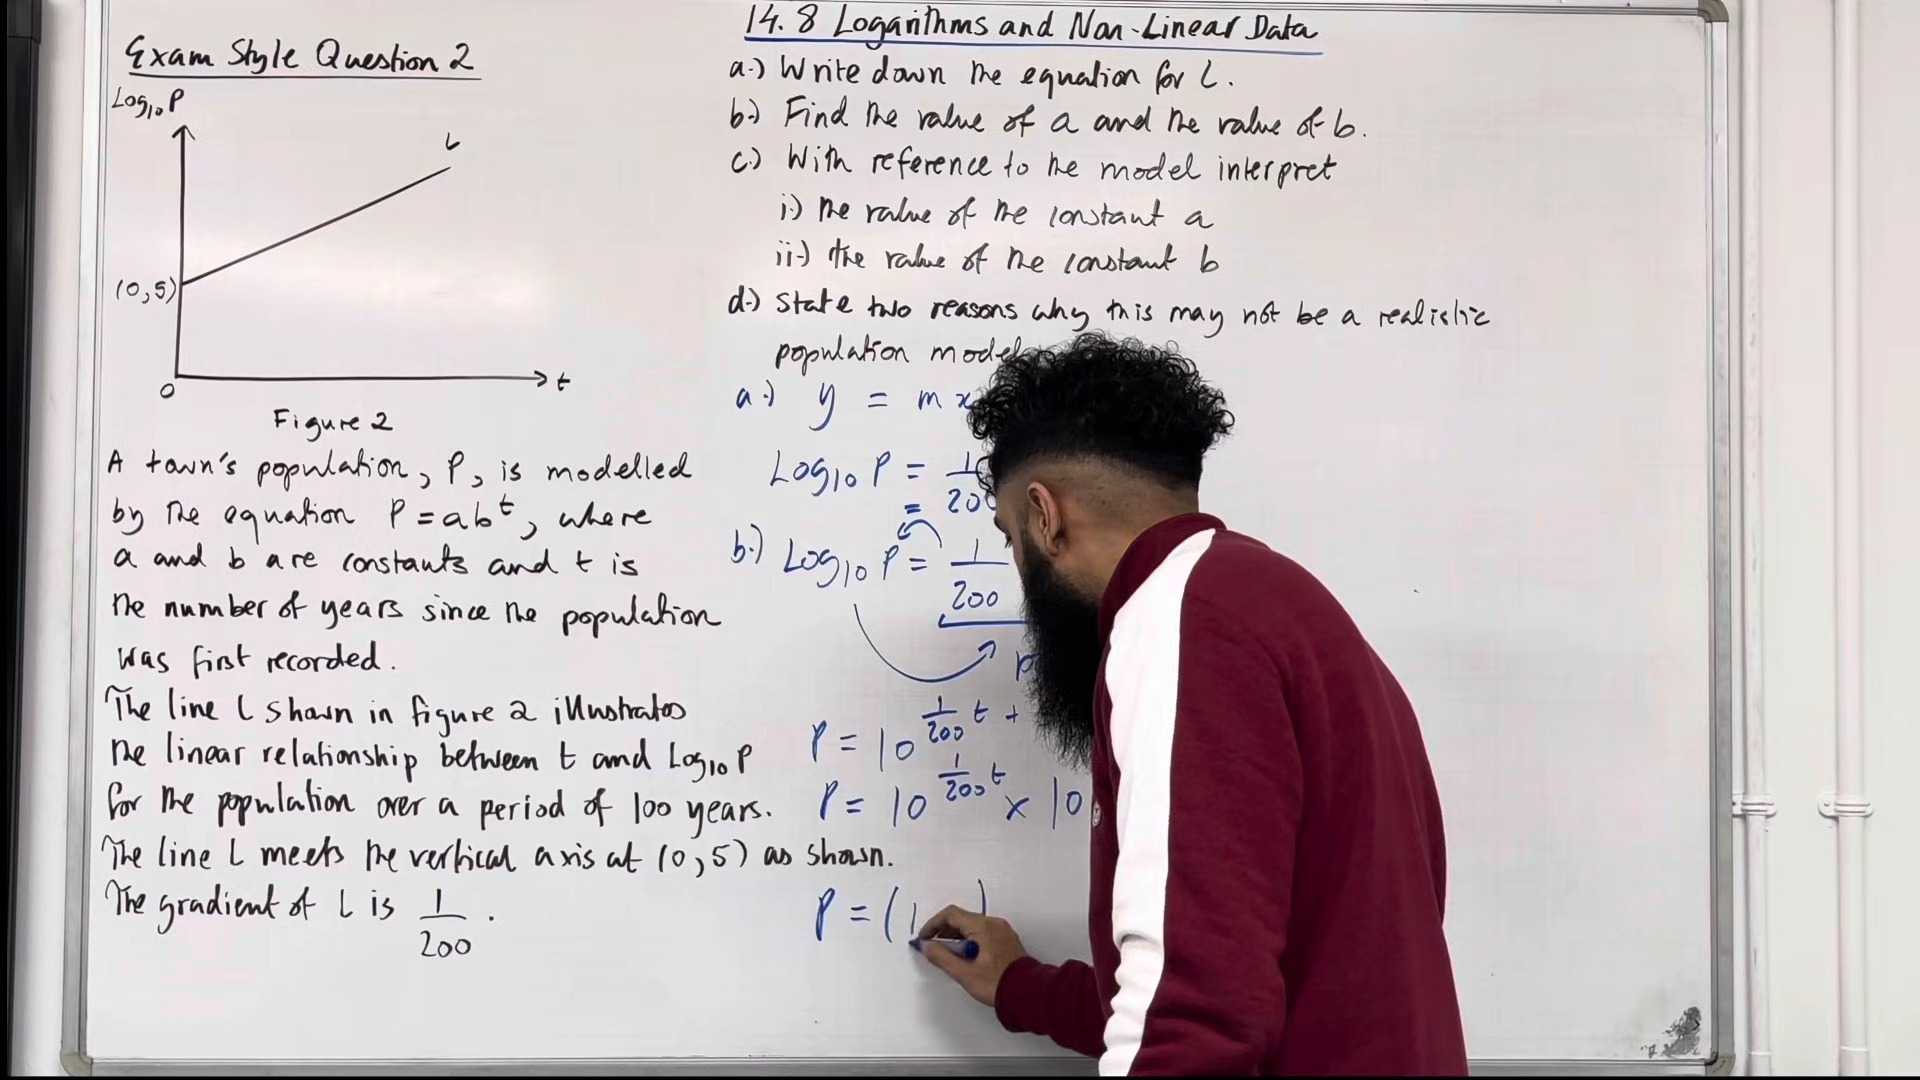 Exam Style Question 2
Log₁₀ P
L
(0,5)
0
t
Figure 2
A town's population, P, is modelled
by the equation P = abᵗ, where
a and b are constants and t is
the number of years since the population
was first recorded.
The line L shown in figure 2 illustrates
the linear relationship between t and Log₁₀ P
for the population over a period of 100 years.
The line L meets the vertical axis at (0,5) as shown.
The gradient of L is 1/200.
14.8 Logarithms and Non-Linear Data
a.) Write down the equation for L.
b.) Find the value of a and the value of b.
c.) With reference to the model interpret
i.) the value of the constant a
ii.) the value of the constant b
d.) State two reasons why this may not be a realistic
population model
a.) y = mx
Log₁₀ P = 1/200
=
b.) Log₁₀ P = 1/200
P
P = 10^(1/200 t +
P = 10^(1/200 t) × 10
P = (1 )